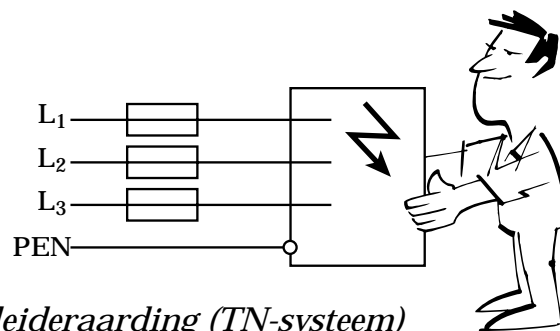 L₁
L₂
L₃
PEN
leideraarding (TN-systeem)